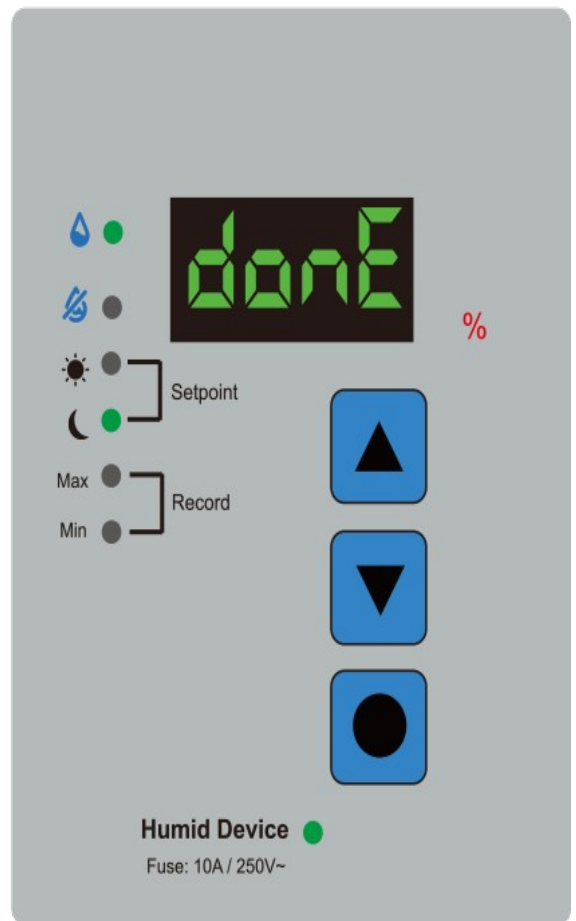 donE
%
Setpoint
Max
Record
Min
Humid Device
Fuse: 10A / 250V~